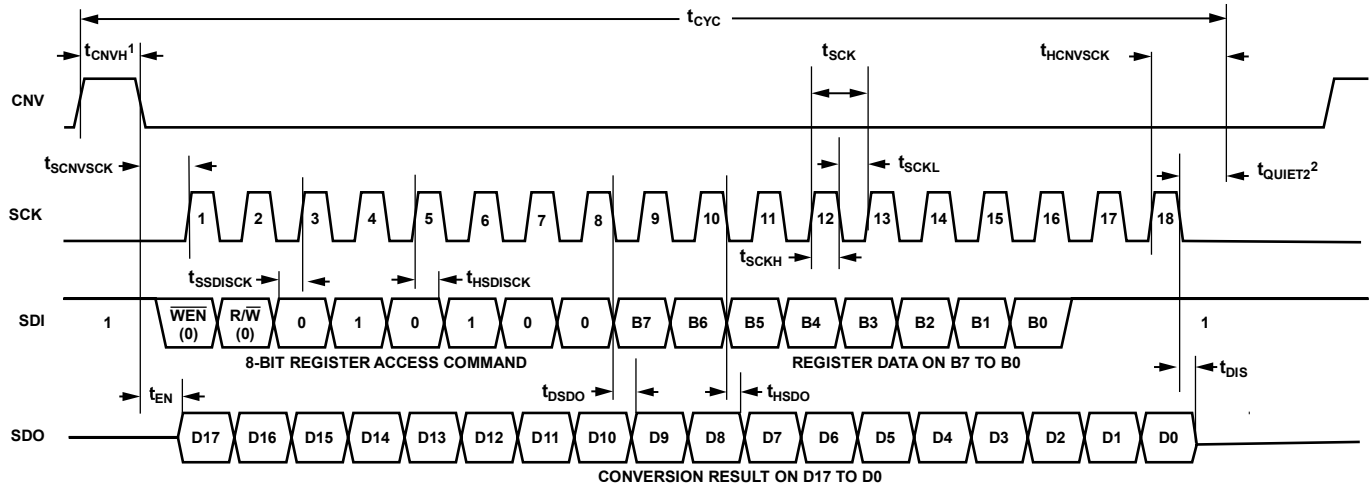 tCYC
tCNVH1
tSCK
tHCNVSCK
CNV
tSCNVSCK
tSCKL
tQUIET22
SCK
1 2 3 4 5 6 7 8 9 10 11 12 13 14 15 16 17 18
tSCKH
tSSDISCK
tHSDISCK
SDI
1 WEN (0) R/W (0) 0 1 0 1 0 0 B7 B6 B5 B4 B3 B2 B1 B0 1
8-BIT REGISTER ACCESS COMMAND
REGISTER DATA ON B7 TO B0
tEN
tDSDO
tHSDO
tDIS
SDO
D17 D16 D15 D14 D13 D12 D11 D10 D9 D8 D7 D6 D5 D4 D3 D2 D1 D0
CONVERSION RESULT ON D17 TO D0